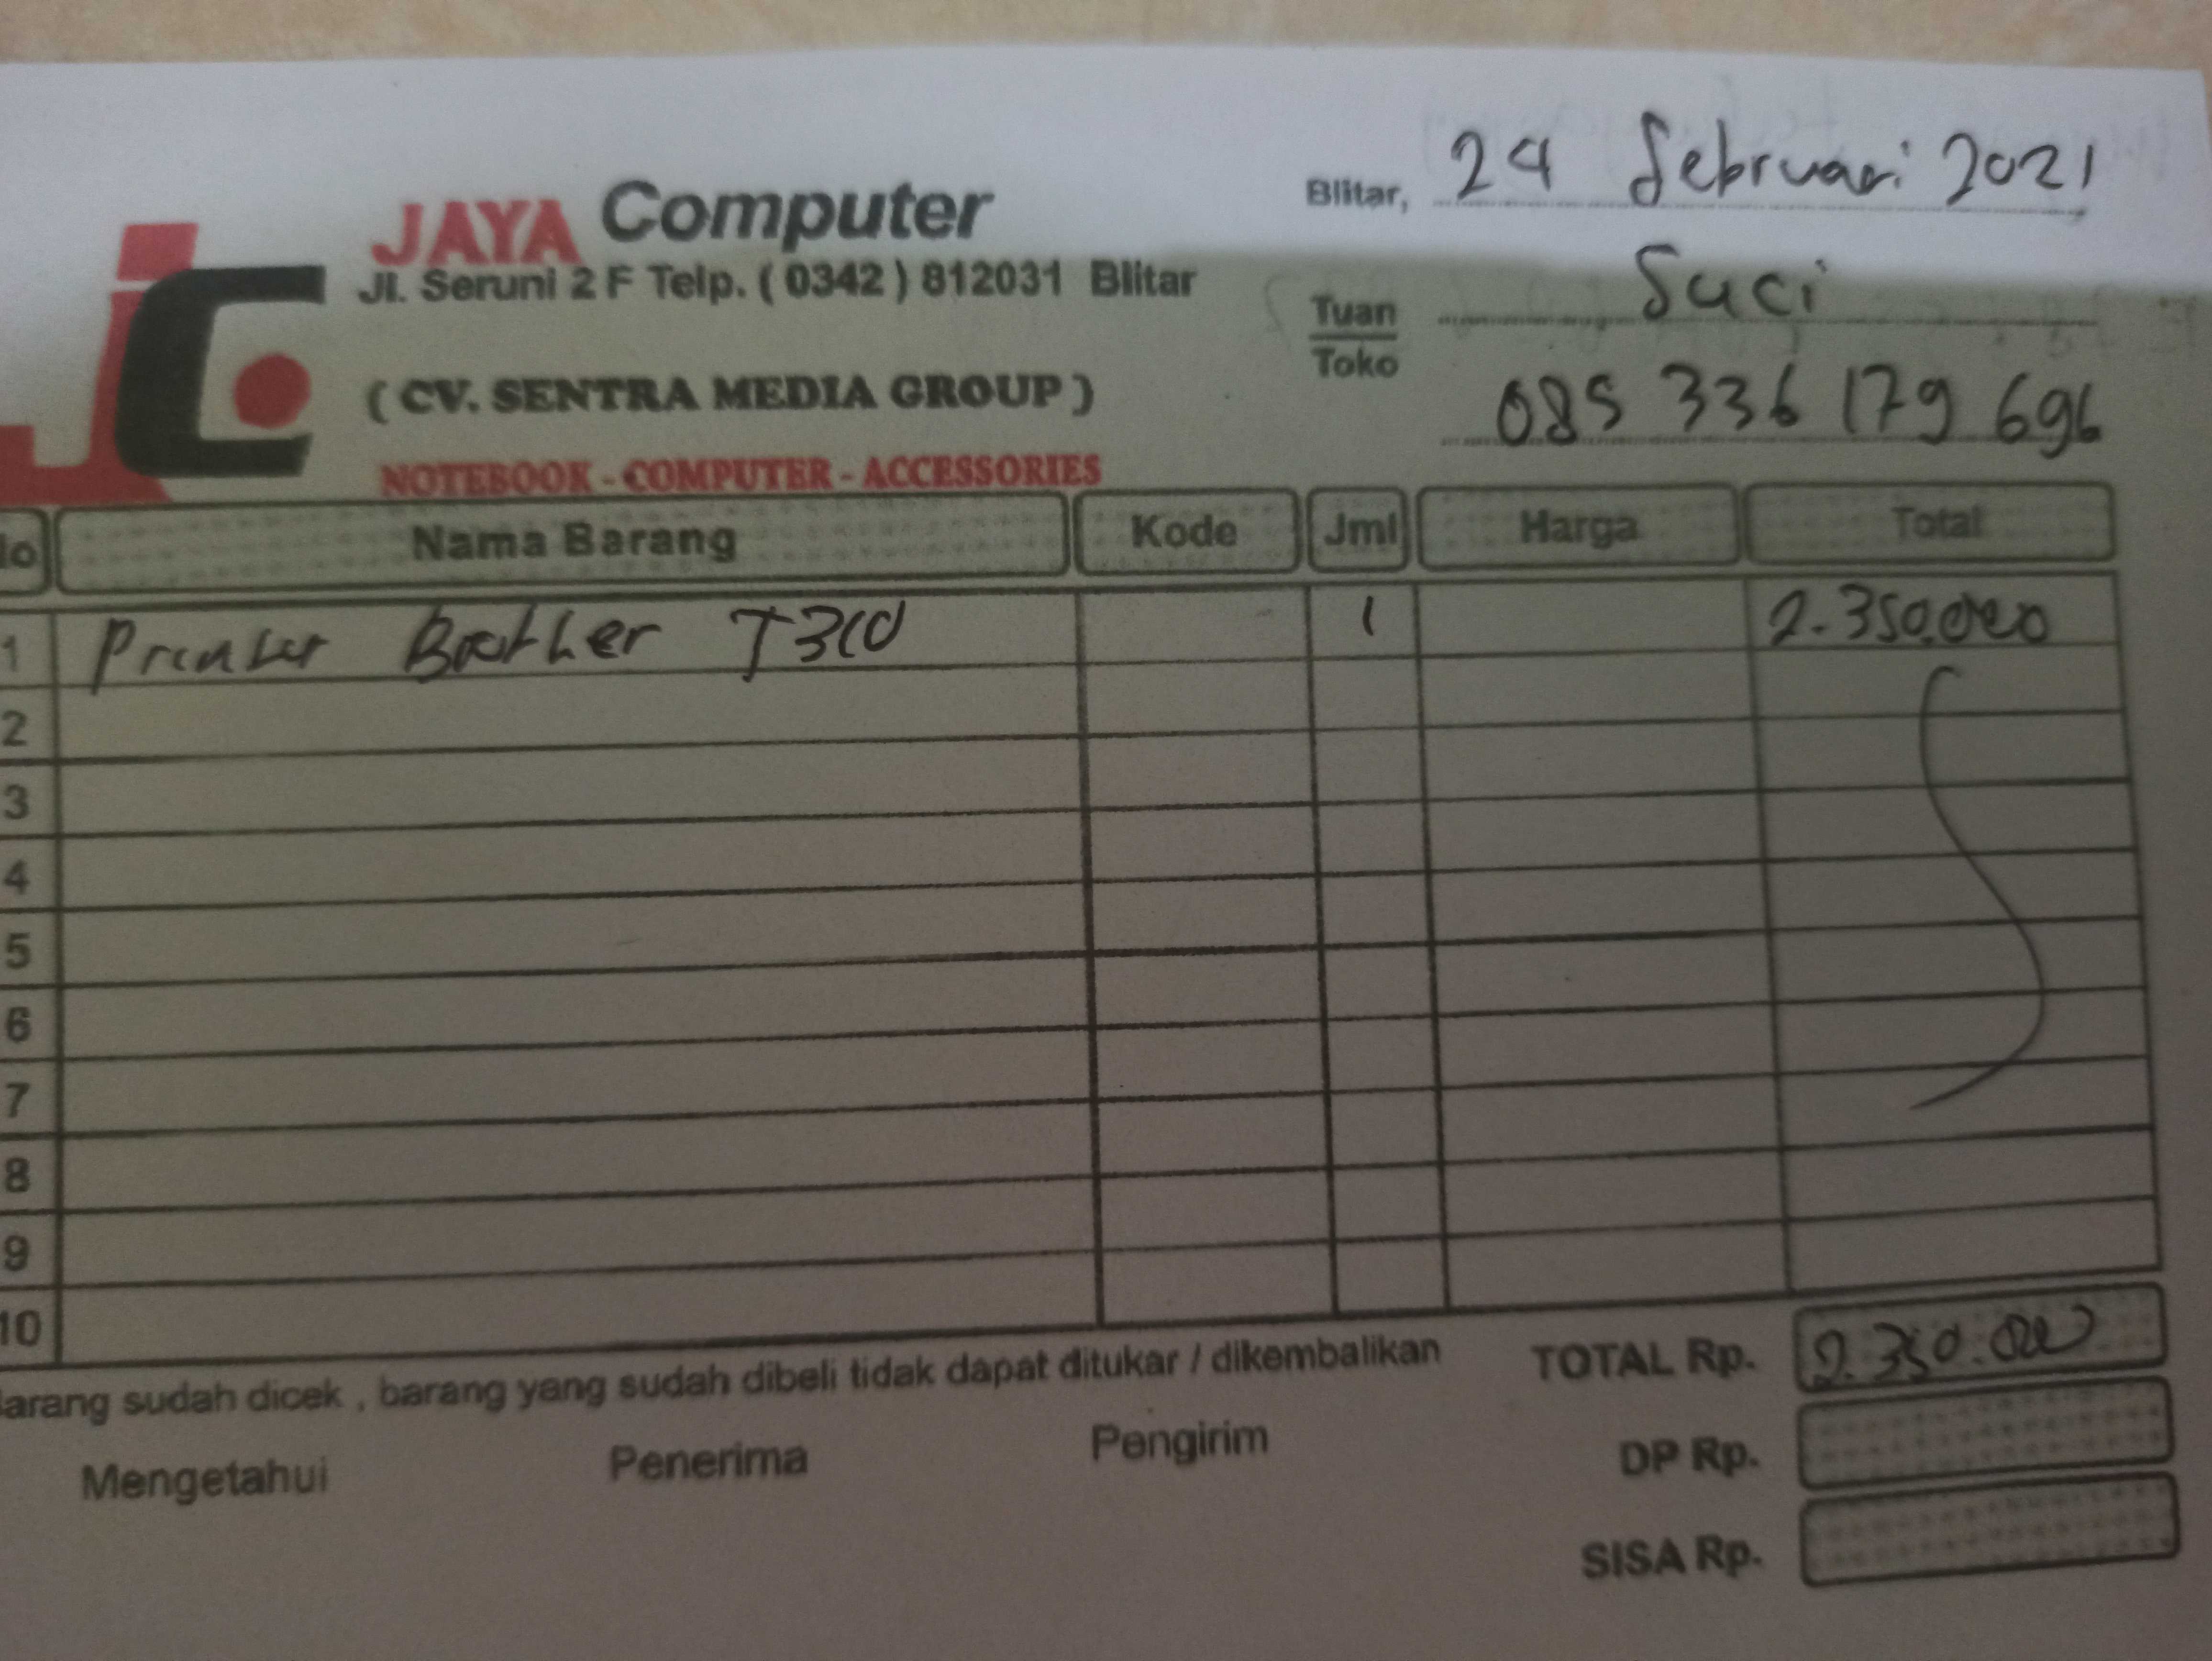 JAYA Computer
Jl. Seruni 2 F Telp. ( 0342 ) 812031 Blitar
( CV. SENTRA MEDIA GROUP )
NOTEBOOK - COMPUTER - ACCESSORIES
Blitar, 24 Februari 2021
Tuan Suci
Toko
085 336 179 696
No Nama Barang Kode Jml Harga Total
1 Printer Brother T310 1 2.350.000
2
3
4
5
6
7
8
9
10
Barang sudah dicek , barang yang sudah dibeli tidak dapat ditukar / dikembalikan
TOTAL Rp. 2.350.000
Mengetahui Penerima Pengirim
DP Rp.
SISA Rp.